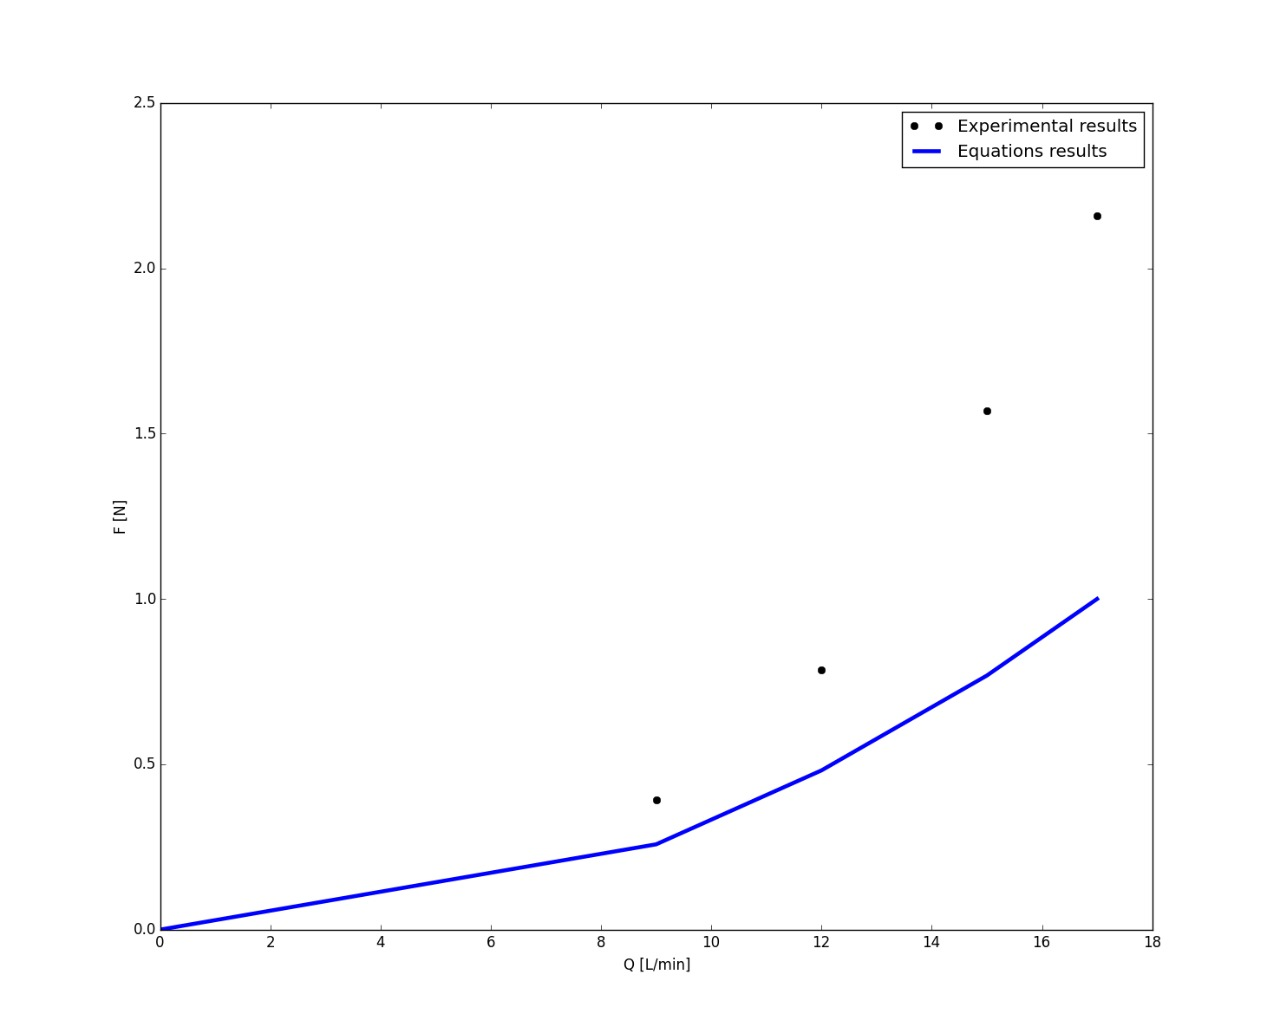 2.5
2.0
1.5
1.0
0.5
0.0
F [N]
Experimental results
Equations results
0 2 4 6 8 10 12 14 16 18
Q [L/min]